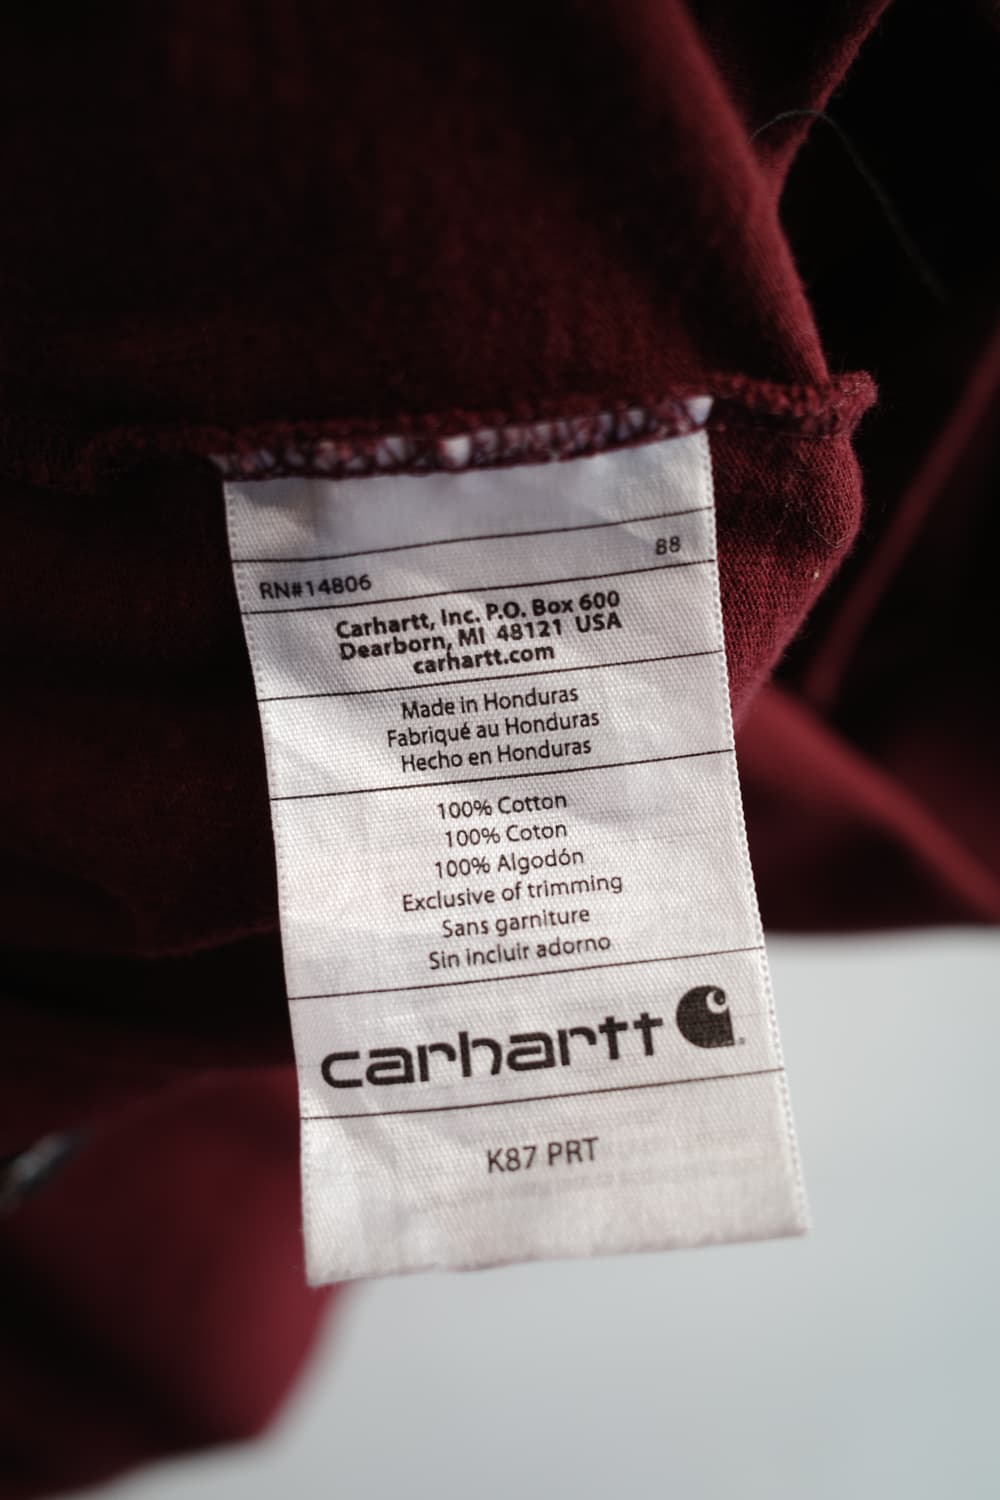 88
RN#14806
Carhartt, Inc. P.O. Box 600
Dearborn, MI 48121 USA
carhartt.com
Made in Honduras
Fabriqué au Honduras
Hecho en Honduras
100% Cotton
100% Coton
100% Algodón
Exclusive of trimming
Sans garniture
Sin incluir adorno
carhartt
K87 PRT